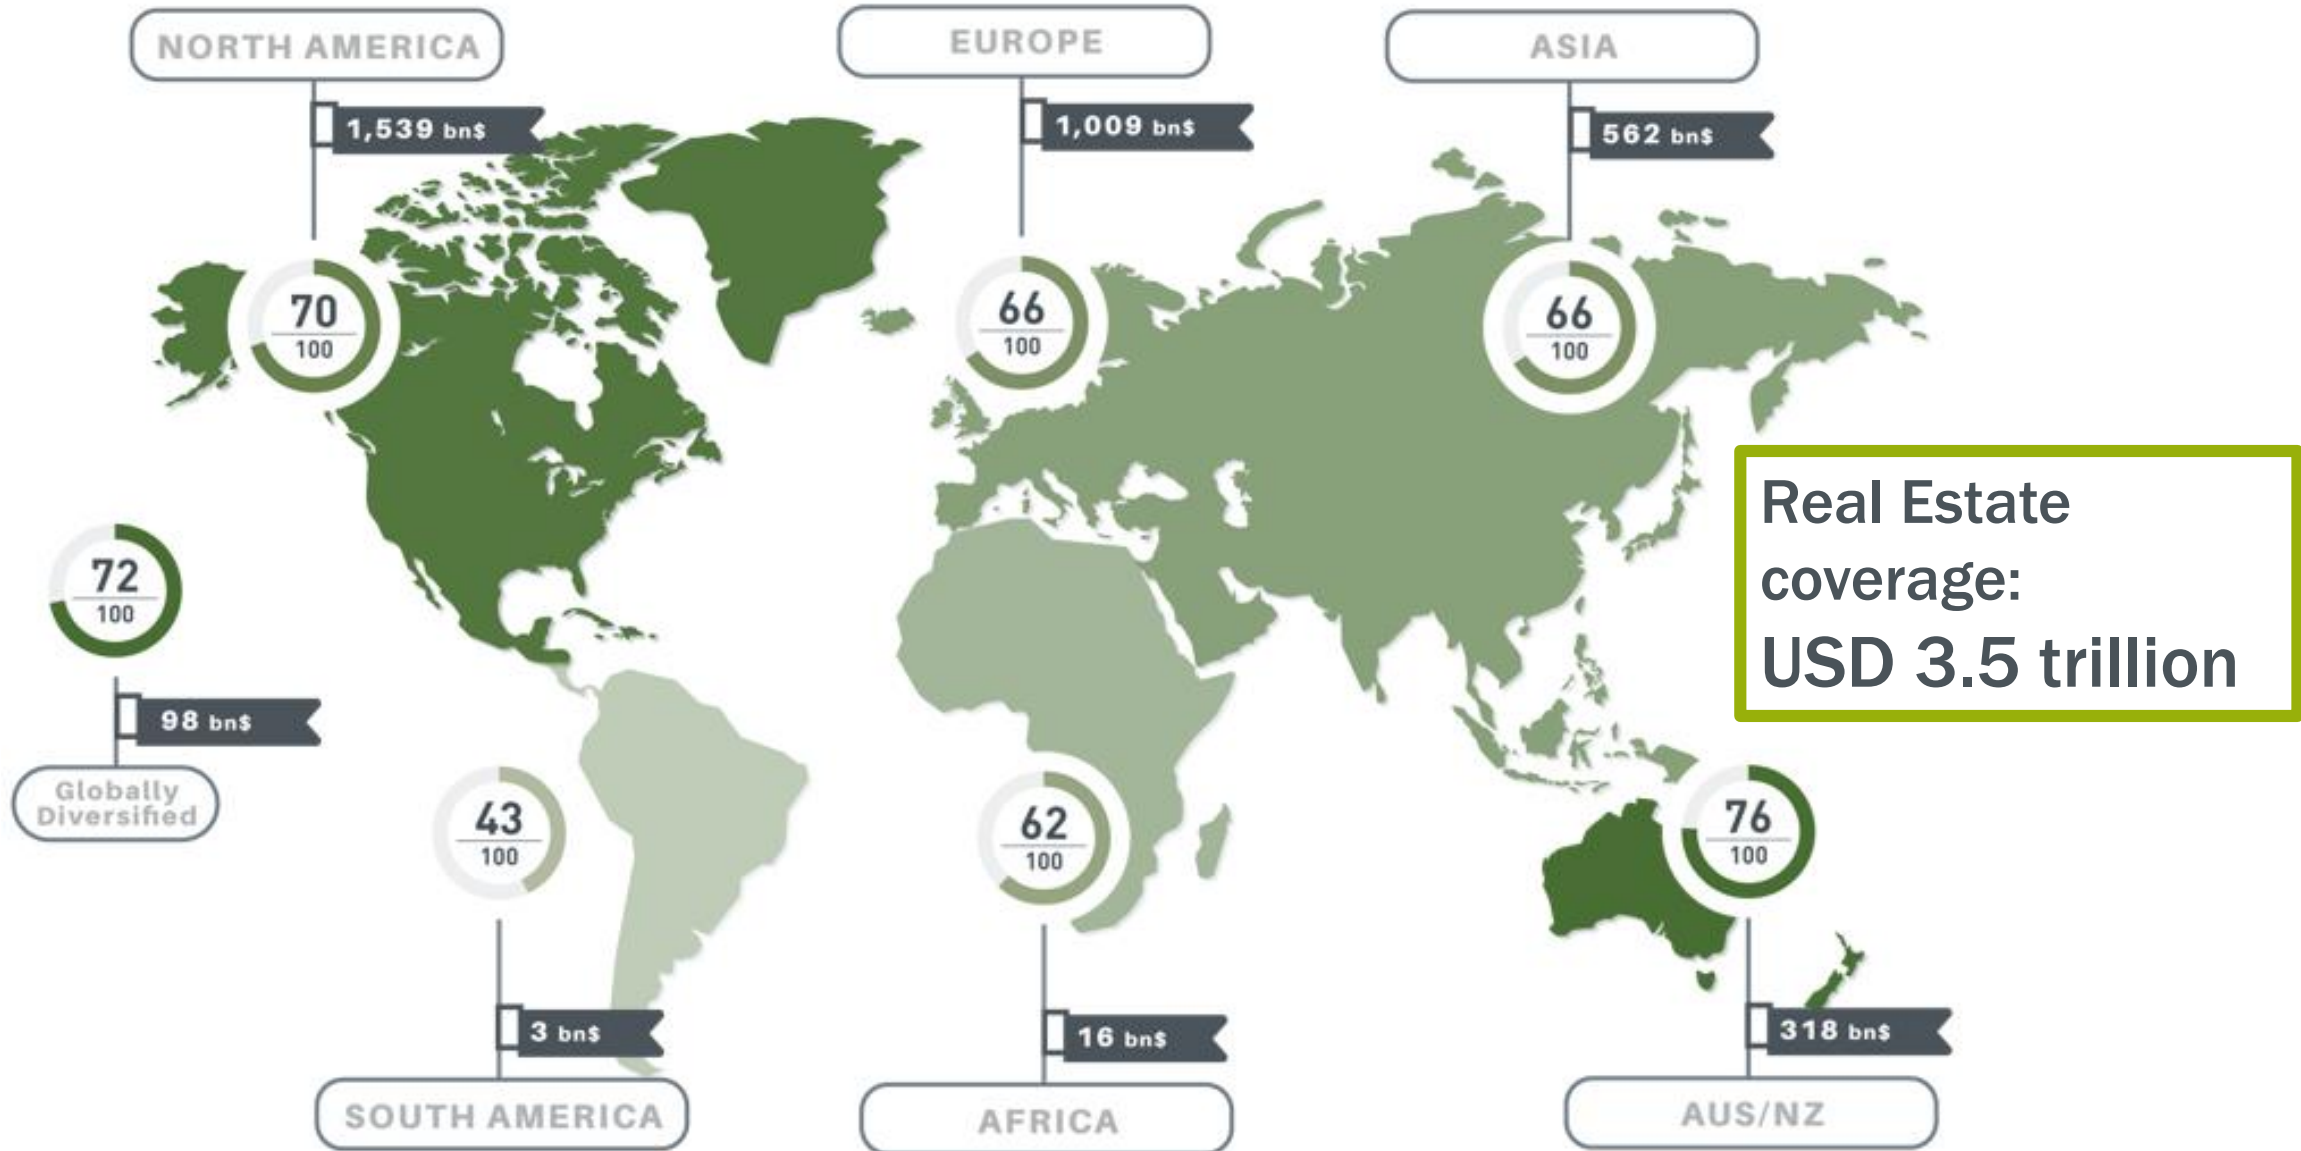 NORTH AMERICA
1,539 bn$
70
100
EUROPE
1,009 bn$
66
100
ASIA
562 bn$
66
100
Real Estate
coverage:
USD 3.5 trillion
72
100
98 bn$
Globally
Diversified
43
100
3 bn$
SOUTH AMERICA
62
100
16 bn$
AFRICA
76
100
318 bn$
AUS/NZ